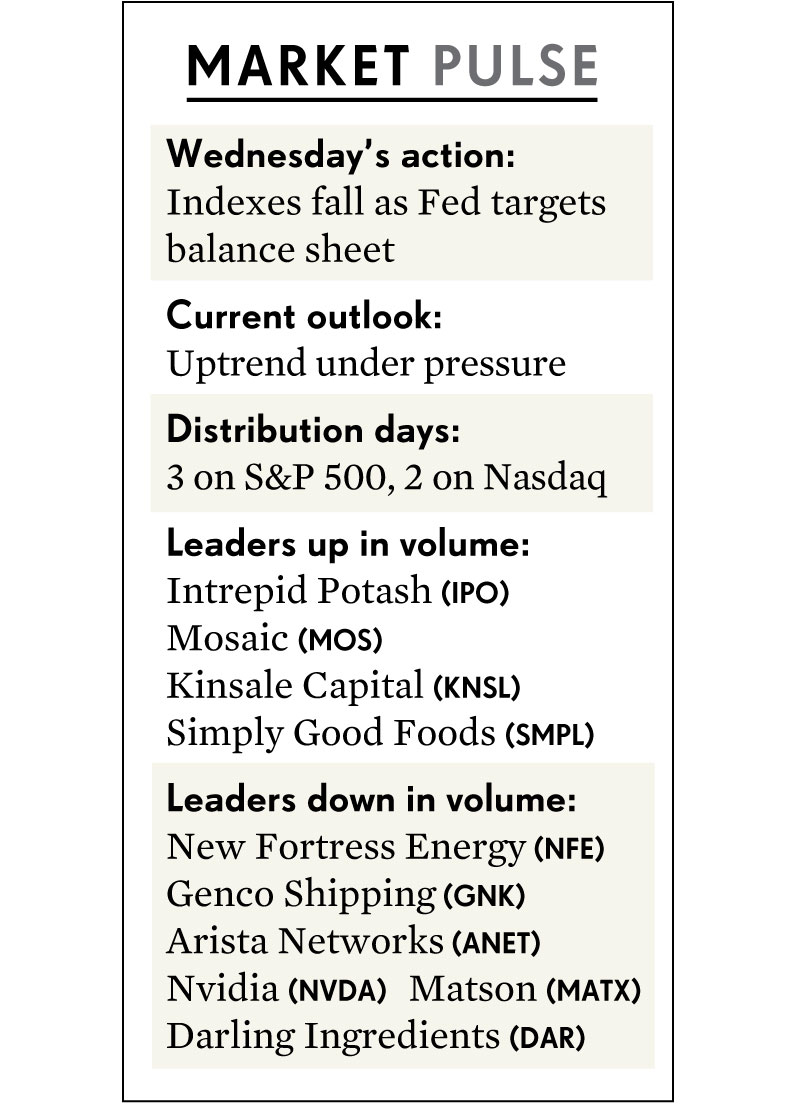 MARKET PULSE
Wednesday’s action:
Indexes fall as Fed targets
balance sheet
Current outlook:
Uptrend under pressure
Distribution days:
3 on S&P 500, 2 on Nasdaq
Leaders up in volume:
Intrepid Potash (IPO)
Mosaic (MOS)
Kinsale Capital (KNSL)
Simply Good Foods (SMPL)
Leaders down in volume:
New Fortress Energy (NFE)
Genco Shipping (GNK)
Arista Networks (ANET)
Nvidia (NVDA) Matson (MATX)
Darling Ingredients (DAR)